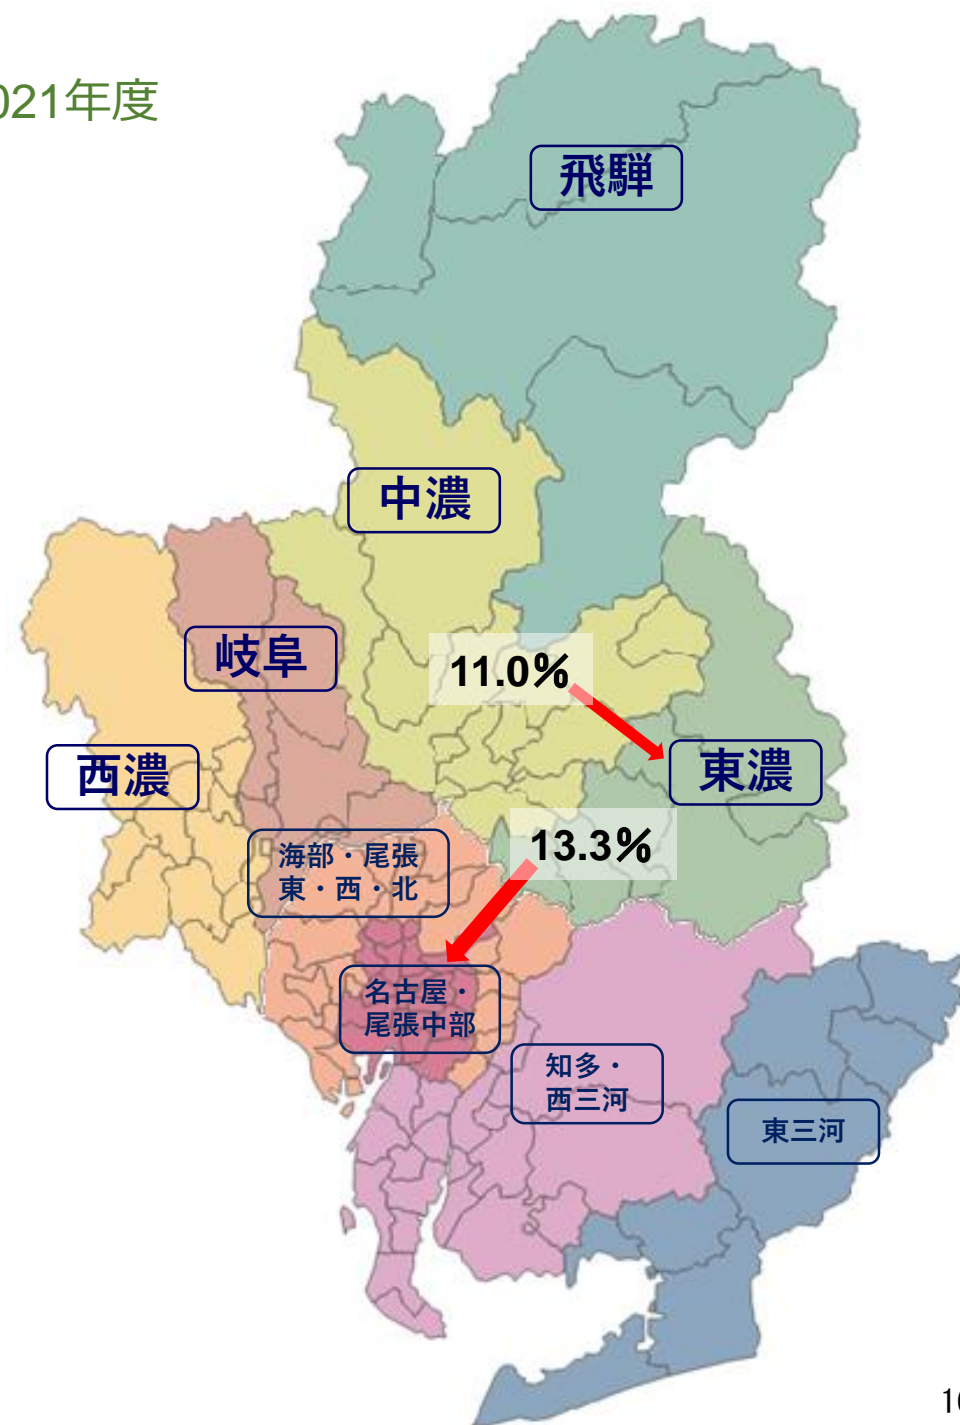 021年度
飛騨
中濃
岐阜
11.0%
西濃
東濃
13.3%
海部・尾張
東・西・北
名古屋・
尾張中部
知多・
西三河
東三河